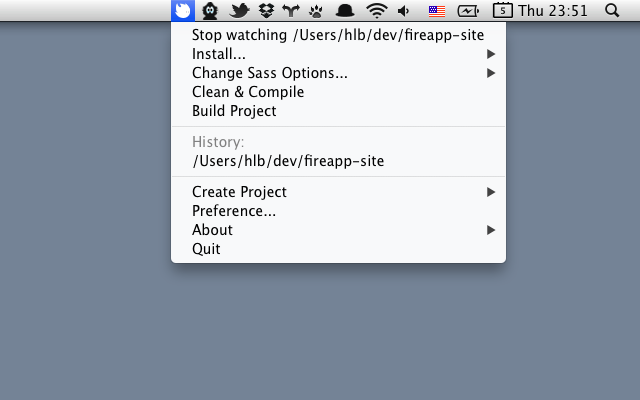 S Thu 23:51
Stop watching /Users/hlb/dev/fireapp-site
Install...
Change Sass Options...
Clean & Compile
Build Project
History:
/Users/hlb/dev/fireapp-site
Create Project
Preference...
About
Quit